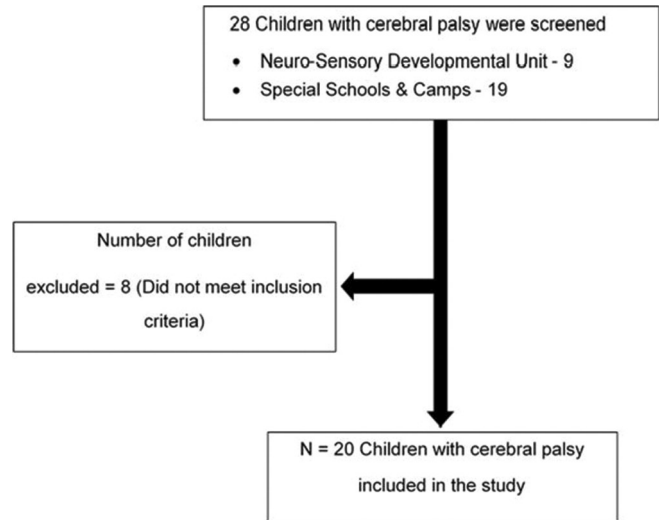 28 Children with cerebral palsy were screened
• Neuro-Sensory Developmental Unit - 9
• Special Schools & Camps - 19
Number of children
excluded = 8 (Did not meet inclusion
criteria)
N = 20 Children with cerebral palsy
included in the study